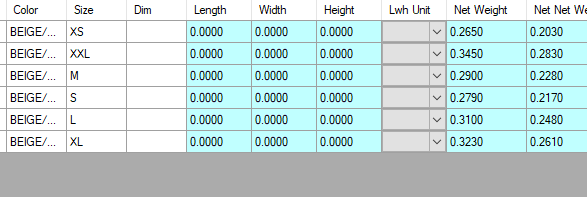 Color Size Dim Length Width Height Lwh Unit Net Weight Net Net We
BEIGE/... XS 0.0000 0.0000 0.0000 0.2650 0.2030
BEIGE/... XXL 0.0000 0.0000 0.0000 0.3450 0.2830
BEIGE/... M 0.0000 0.0000 0.0000 0.2900 0.2280
BEIGE/... S 0.0000 0.0000 0.0000 0.2790 0.2170
BEIGE/... L 0.0000 0.0000 0.0000 0.3100 0.2480
BEIGE/... XL 0.0000 0.0000 0.0000 0.3230 0.2610